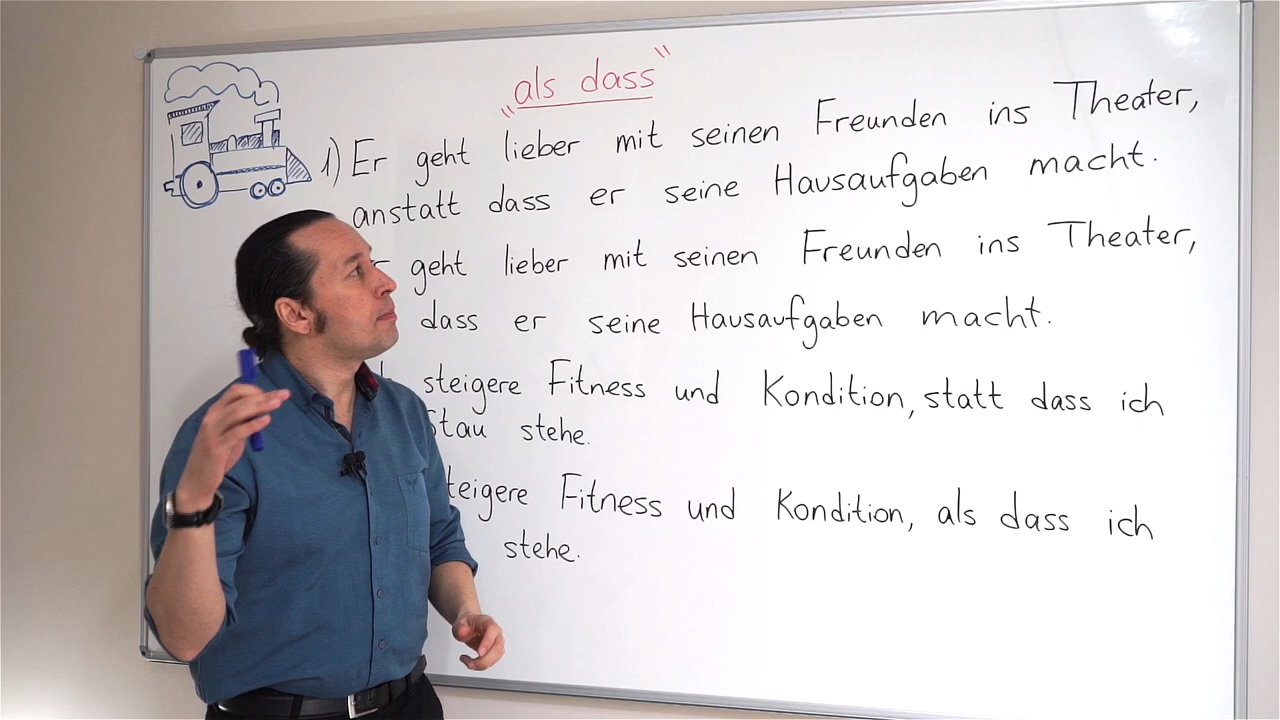 „als dass“
1) Er geht lieber mit seinen Freunden ins Theater,
anstatt dass er seine Hausaufgaben macht.
geht lieber mit seinen Freunden ins Theater,
dass er seine Hausaufgaben macht.
steigere Fitness und Kondition, statt dass ich
Stau stehe.
steigere Fitness und Kondition, als dass ich
stehe.